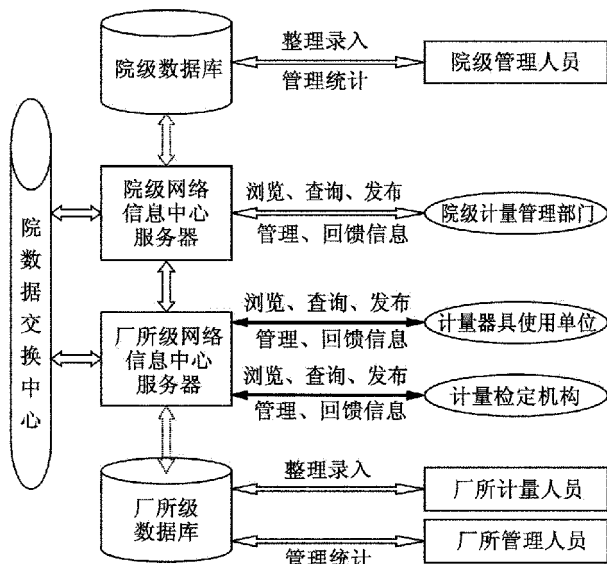 整理录入
院级数据库
院级管理人员
管理统计
院级网络
信息中心
服务器
浏览、查询、发布
院级计量管理部门
管理、回馈信息
院数据交换中心
厂所级网络
信息中心
服务器
浏览、查询、发布
计量器具使用单位
管理、回馈信息
浏览、查询、发布
计量检定机构
管理、回馈信息
厂所级
数据库
整理录入
厂所计量人员
厂所管理人员
管理统计